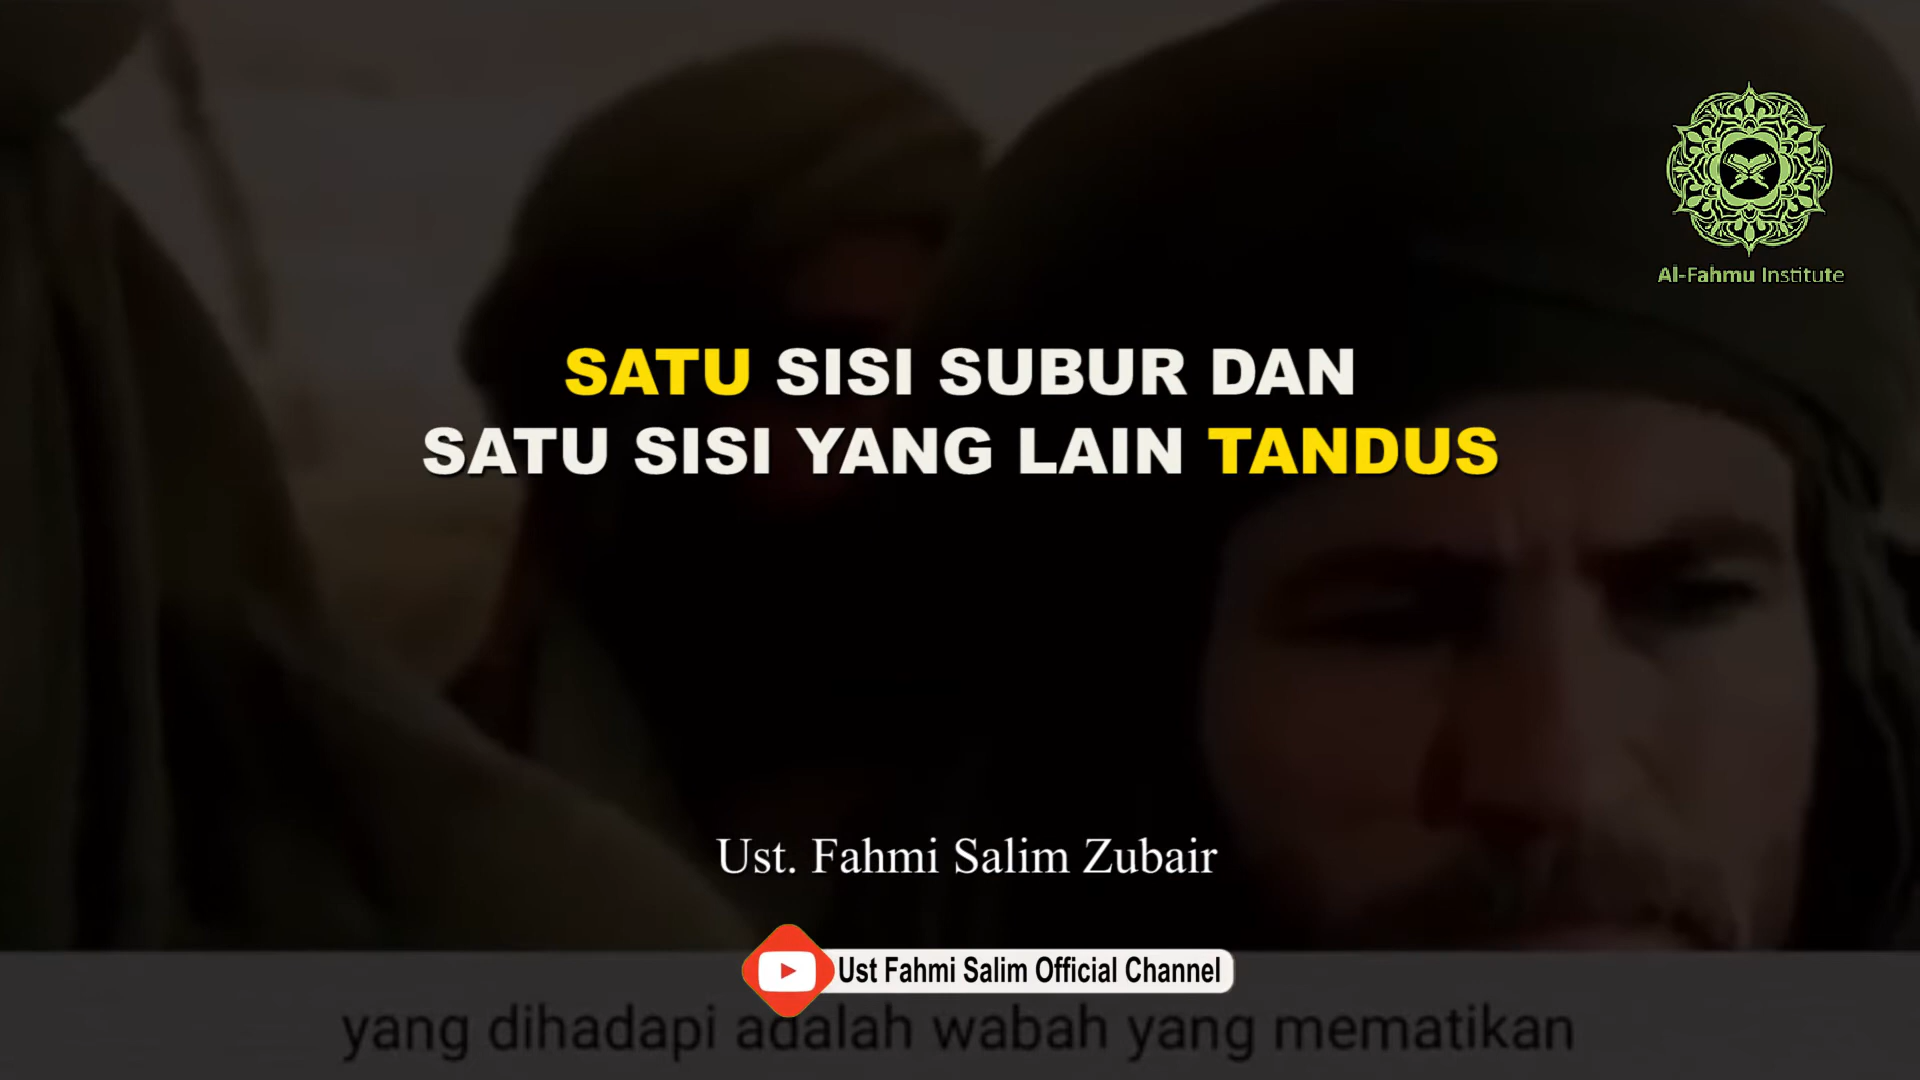 Al-Fahmu Institute
SATU SISI SUBUR DAN
SATU SISI YANG LAIN TANDUS
Ust. Fahmi Salim Zubair
Ust Fahmi Salim Official Channel
yang dihadapi adalah wabah yang mematikan